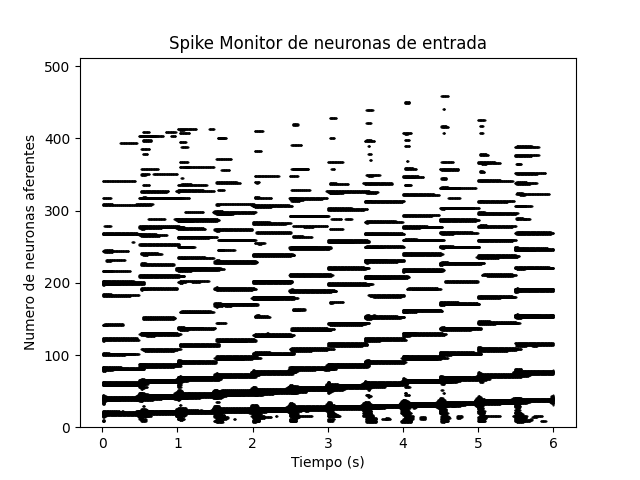 Spike Monitor de neuronas de entrada
Numero de neuronas aferentes
500
400
300
200
100
0
0 1 2 3 4 5 6
Tiempo (s)